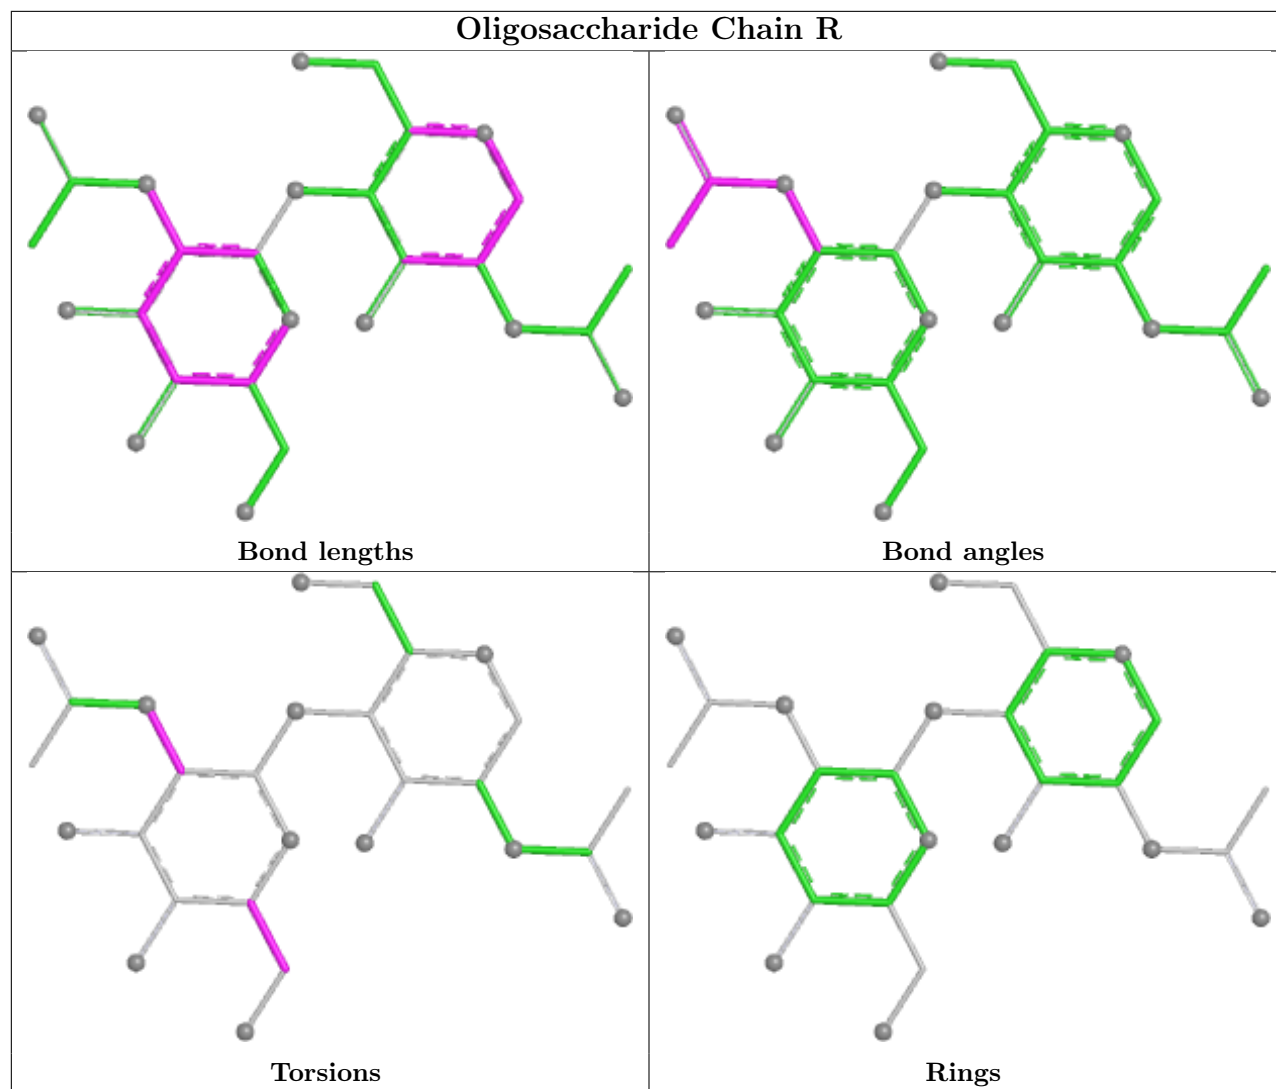 Oligosaccharide Chain R
Bond lengths
Bond angles
Torsions
Rings